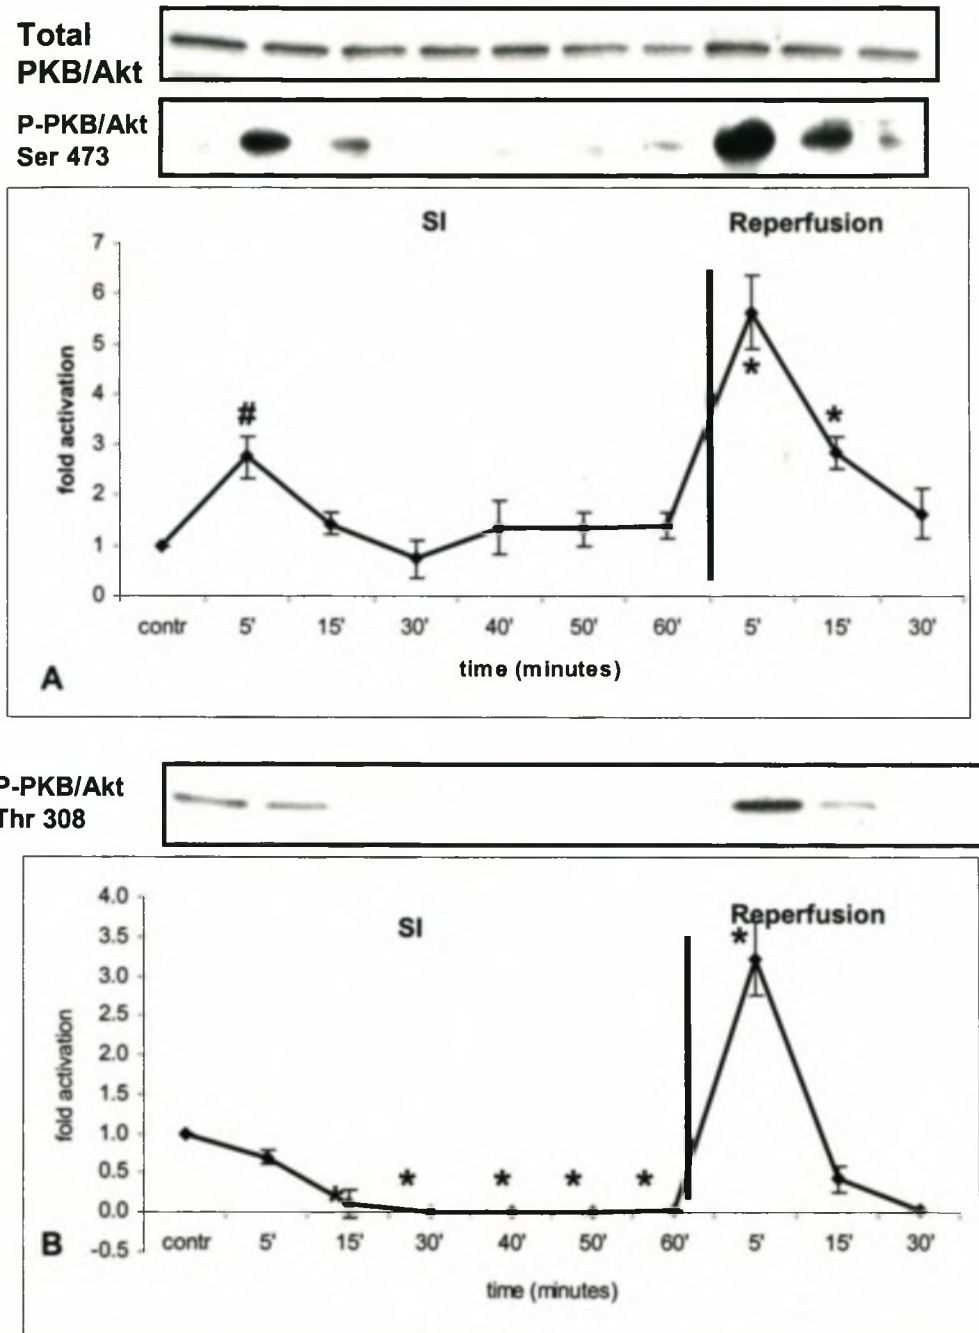 Total
PKB/Akt
P-PKB/Akt
Ser 473
SI Reperfusion
7
6
5
4
3
2
1
0
fold activation
#
*
*
contr 5' 15' 30' 40' 50' 60' 5' 15' 30'
time (minutes)
A
P-PKB/Akt
Thr 308
SI Reperfusion
4.0
3.5
3.0
2.5
2.0
1.5
1.0
0.5
0.0
-0.5
fold activation
* * * * * *
contr 5' 15' 30' 40' 50' 60' 5' 15' 30'
time (minutes)
B